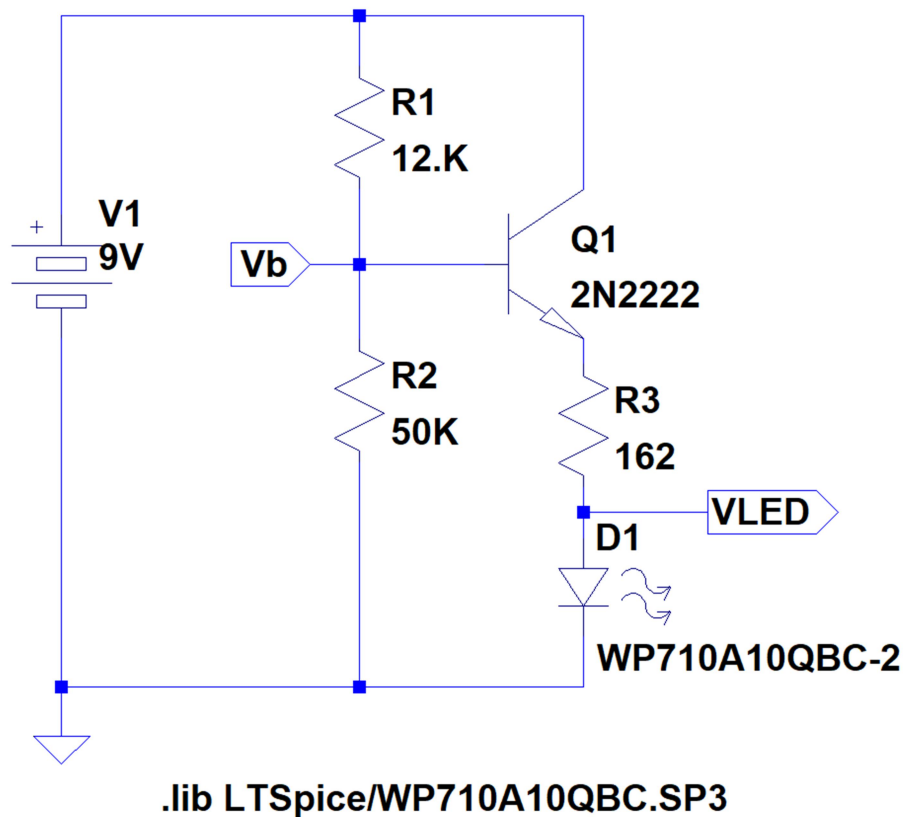 R1
12.K
V1
9V
+
Vb
Q1
2N2222
R2
50K
R3
162
VLED
D1
WP710A10QBC-2
.lib LTSpice/WP710A10QBC.SP3